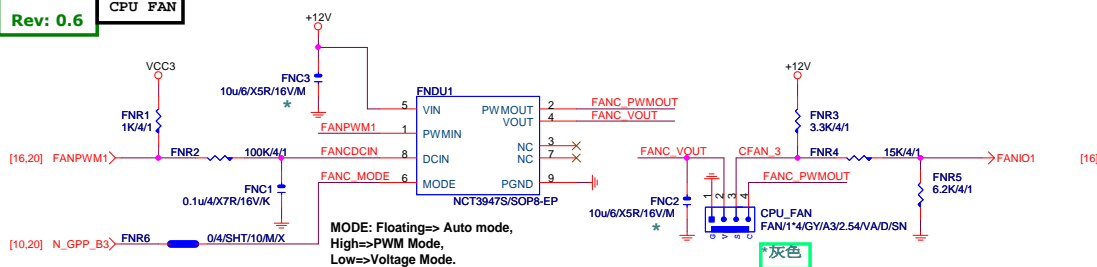 CPU FAN
Rev: 0.6
+12V
VCC3
FNC3
10u/6/X5R/16V/M
*
FNDU1
5 VIN
1 PWMIN
8 DCIN
6 MODE
PWMOUT 2
VOUT 4
NC 3
NC 7
PGND 9
NCT3947S/SOP8-EP
FANC_PWMOUT
FANC_VOUT
FANPWM1
FANCDCIN
FANC_MODE
FNR1
1K/4/1
[16,20] FANPWM1
FNR2 100K/4/1
FNC1
0.1u/4/X7R/16V/K
[10,20] N_GPP_B3
FNR6 0/4/SHT/10/M/X
MODE: Floating=> Auto mode,
High=>PWM Mode,
Low=>Voltage Mode.
+12V
FNR3
3.3K/4/1
FANC_VOUT
CFAN_3
FNR4 15K/4/1
FANIO1 [16]
FANC_PWMOUT
FNR5
6.2K/4/1
FNC2
10u/6/X5R/16V/M
*
1 2 3 4
G V S C
CPU_FAN
FAN/1*4/GY/A3/2.54/VA/D/SN
*灰色